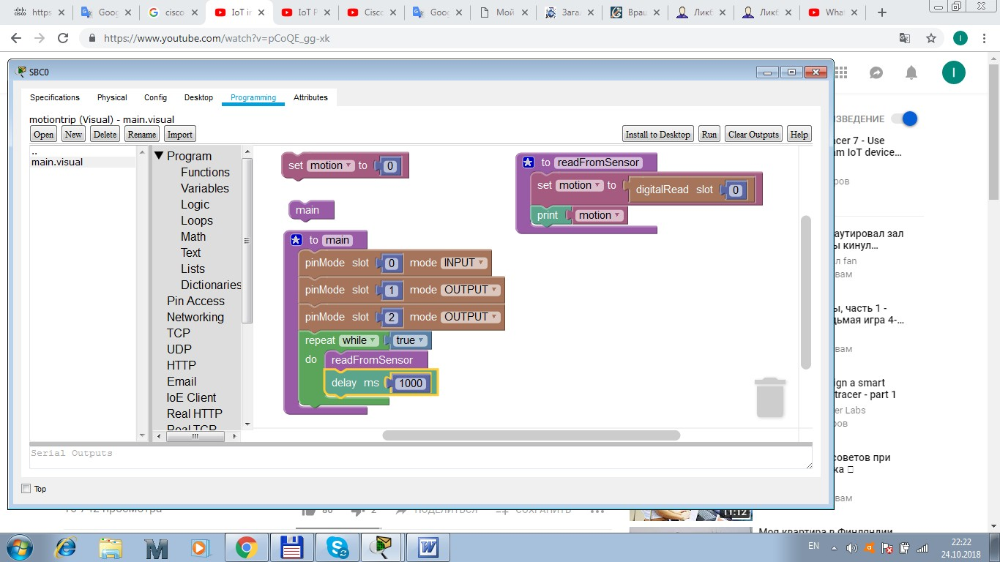 https
Goog
cisco
IoT in
IoT P
Cisco
Goog
Мой
Загал
Враш
Ликб
Ликб
What
https://www.youtube.com/watch?v=pCoQE_gg-xk
I
I
SBC0
Specifications Physical Config Desktop Programming Attributes
motiontrip (Visual) - main.visual
Open New Delete Rename Import Install to Desktop Run Clear Outputs Help
..
main.visual
Program
Functions
Variables
Logic
Loops
Math
Text
Lists
Dictionaries
Pin Access
Networking
TCP
UDP
HTTP
Email
IoE Client
Real HTTP
Real TCP
set motion to 0
main
to main
pinMode slot 0 mode INPUT
pinMode slot 1 mode OUTPUT
pinMode slot 2 mode OUTPUT
repeat while true
do readFromSensor
delay ms 1000
to readFromSensor
set motion to digitalRead slot 0
print motion
Serial Outputs
Top
ИЗВЕДЕНИЕ
acer 7 - Use
am IoT device...
ров
аутировал зал
ы кинул...
л fan
вам
ы, часть 1 -
дьмая игра 4-...
вам
ign a smart
tracer - part 1
er Labs
ров
советов при
ка
вам
11:12
Моя квартира в Финляндии
ПОДЕЛИТЬСЯ
СОХРАНИТЬ
EN
22:22
24.10.2018